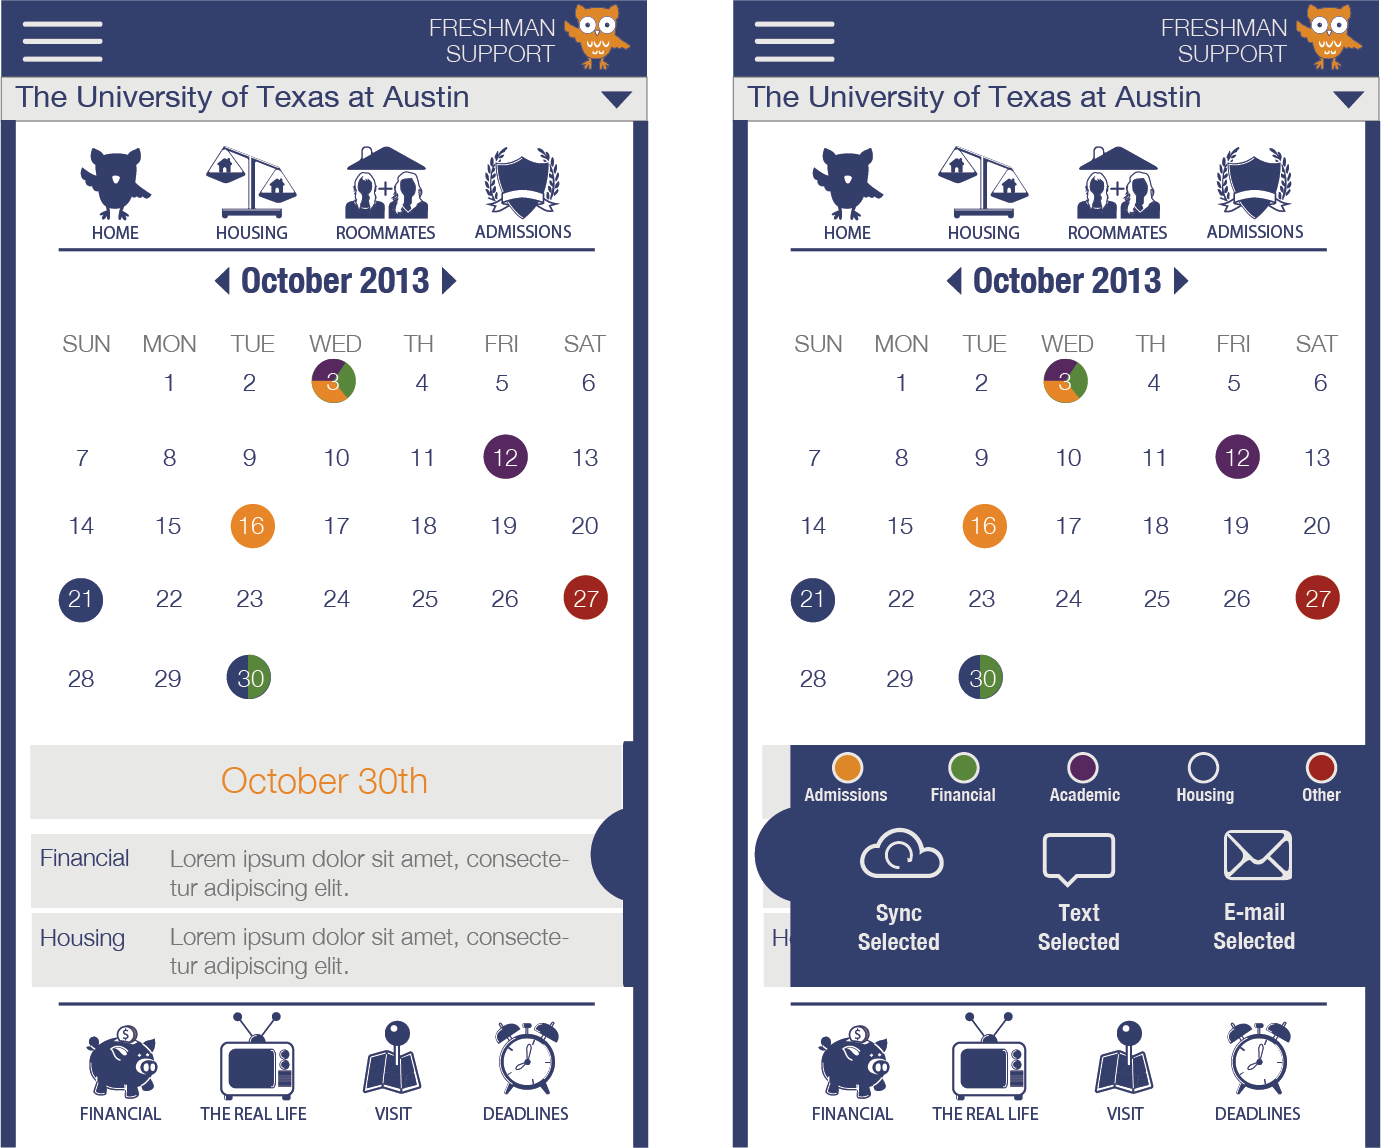 FRESHMAN
SUPPORT
The University of Texas at Austin
HOME HOUSING ROOMMATES ADMISSIONS
October 2013
SUN MON TUE WED TH FRI SAT
1 2 3 4 5 6
7 8 9 10 11 12 13
14 15 16 17 18 19 20
21 22 23 24 25 26 27
28 29 30
October 30th
Financial Lorem ipsum dolor sit amet, consecte-
tur adipiscing elit.
Housing Lorem ipsum dolor sit amet, consecte-
tur adipiscing elit.
$
FINANCIAL THE REAL LIFE VISIT DEADLINES
FRESHMAN
SUPPORT
The University of Texas at Austin
HOME HOUSING ROOMMATES ADMISSIONS
October 2013
SUN MON TUE WED TH FRI SAT
1 2 3 4 5 6
7 8 9 10 11 12 13
14 15 16 17 18 19 20
21 22 23 24 25 26 27
28 29 30
Admissions Financial Academic Housing Other
Sync Text E-mail
Selected Selected Selected
H
$
FINANCIAL THE REAL LIFE VISIT DEADLINES